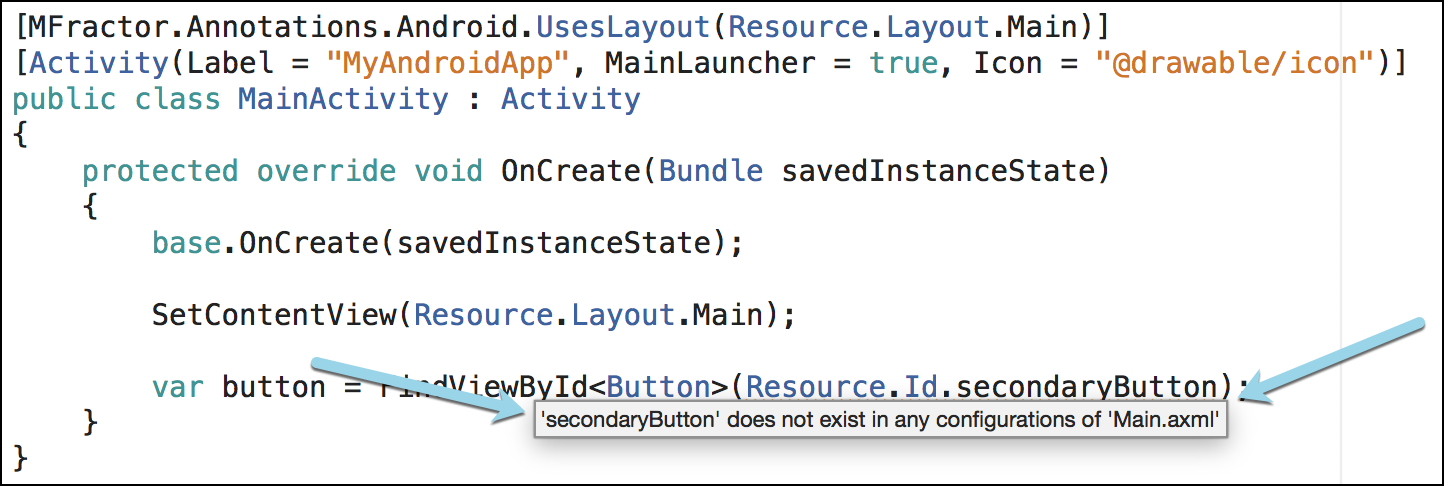 [MFractor.Annotations.Android.UsesLayout(Resource.Layout.Main)]
[Activity(Label = "MyAndroidApp", MainLauncher = true, Icon = "@drawable/icon")]
public class MainActivity : Activity
{
    protected override void OnCreate(Bundle savedInstanceState)
    {
        base.OnCreate(savedInstanceState);
        SetContentView(Resource.Layout.Main);
        var button = FindViewById<Button>(Resource.Id.secondaryButton);
'secondaryButton' does not exist in any configurations of 'Main.axml'
    }
}